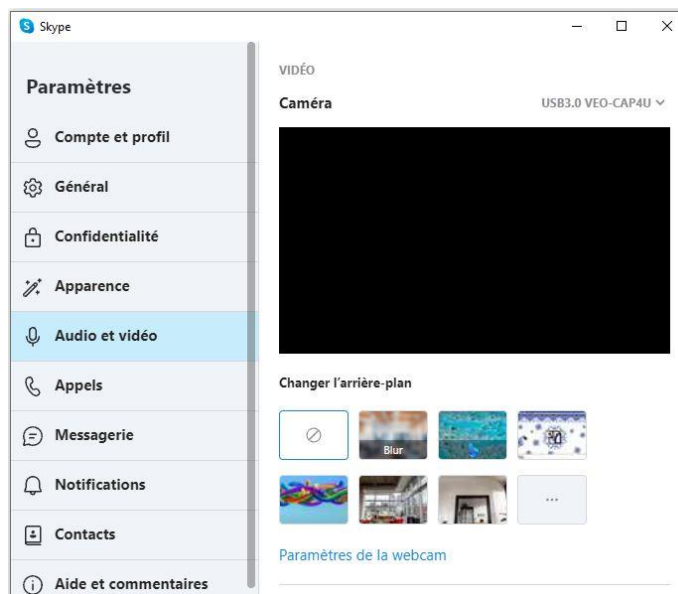 Skype
Paramètres
Compte et profil
Général
Confidentialité
Apparence
Audio et vidéo
Appels
Messagerie
Notifications
Contacts
Aide et commentaires
VIDÉO
Caméra
USB3.0 VEO-CAP4U
Changer l'arrière-plan
Blur
...
Paramètres de la webcam